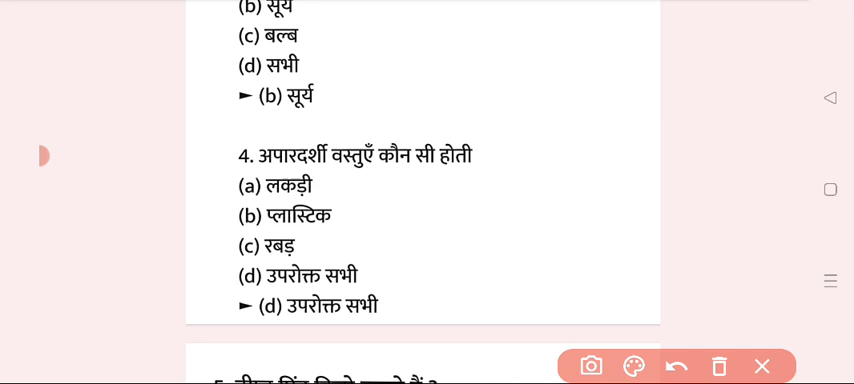 (b) सूर्य
(c) बल्ब
(d) सभी
► (b) सूर्य
4. अपारदर्शी वस्तुएँ कौन सी होती
(a) लकड़ी
(b) प्लास्टिक
(c) रबड़
(d) उपरोक्त सभी
► (d) उपरोक्त सभी